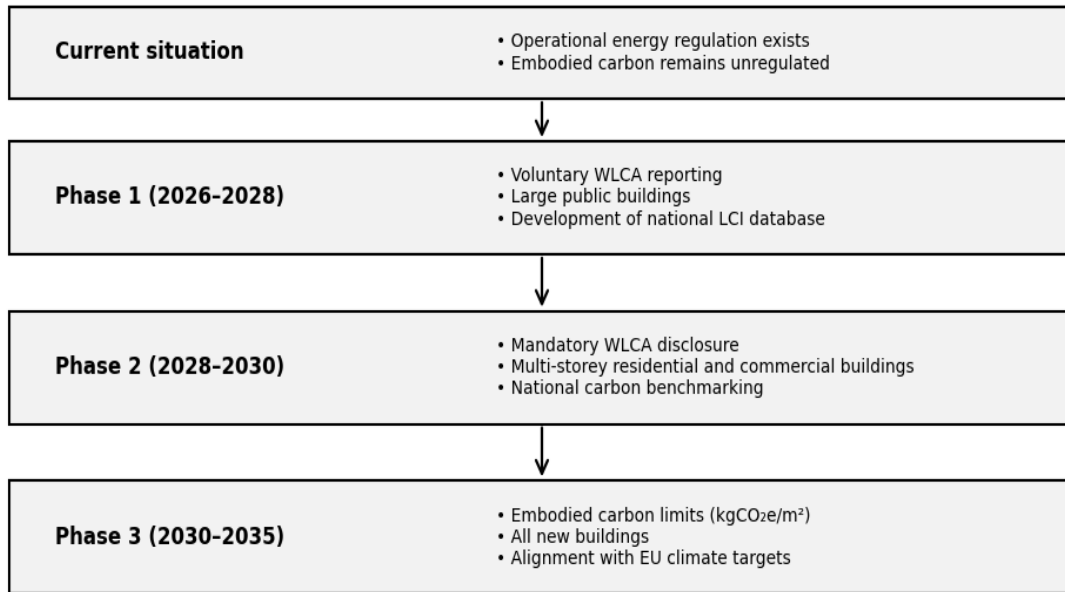 Current situation
• Operational energy regulation exists
• Embodied carbon remains unregulated
Phase 1 (2026–2028)
• Voluntary WLCA reporting
• Large public buildings
• Development of national LCI database
Phase 2 (2028–2030)
• Mandatory WLCA disclosure
• Multi-storey residential and commercial buildings
• National carbon benchmarking
Phase 3 (2030–2035)
• Embodied carbon limits (kgCO₂e/m²)
• All new buildings
• Alignment with EU climate targets